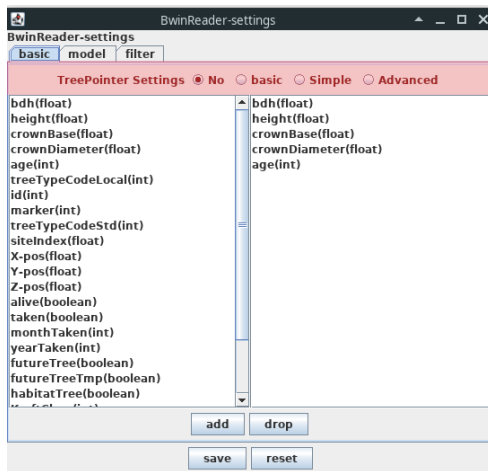 BwinReader-settings
BwinReader-settings
basic model filter
TreePointer Settings No basic Simple Advanced
bdh(float)
height(float)
crownBase(float)
crownDiameter(float)
age(int)
treeTypeCodeLocal(int)
id(int)
marker(int)
treeTypeCodeStd(int)
siteIndex(float)
X-pos(float)
Y-pos(float)
Z-pos(float)
alive(boolean)
taken(boolean)
monthTaken(int)
yearTaken(int)
futureTree(boolean)
futureTreeTmp(boolean)
habitatTree(boolean)
bdh(float)
height(float)
crownBase(float)
crownDiameter(float)
age(int)
add drop
save reset